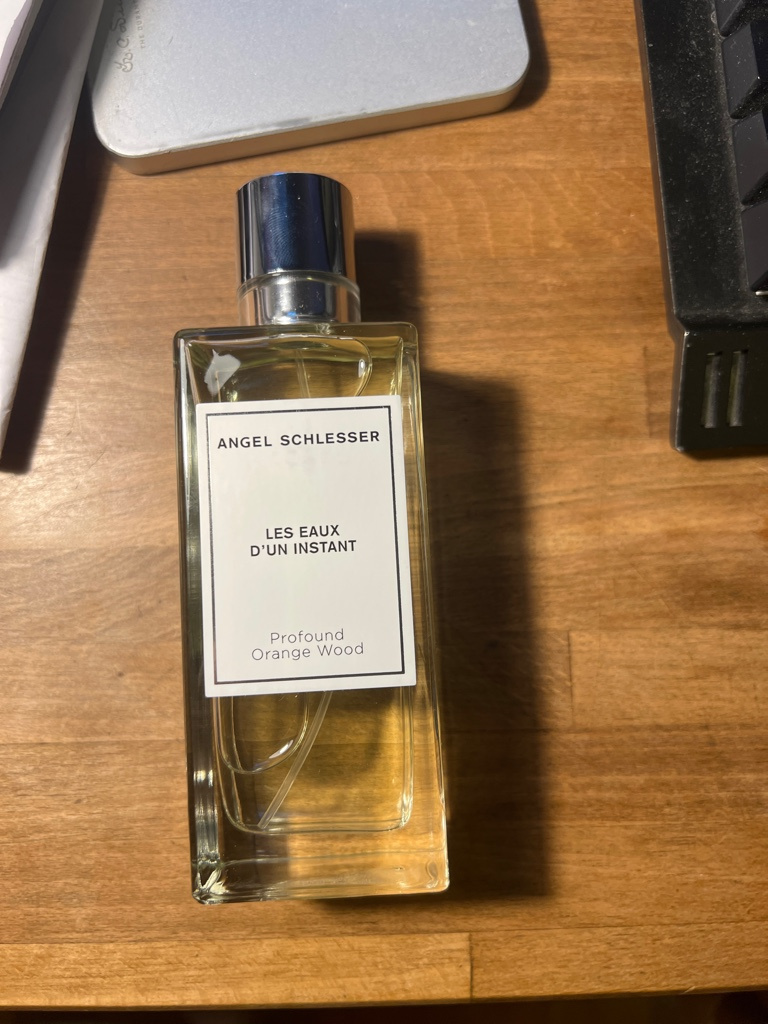 ANGEL SCHLESSER
LES EAUX
D'UN INSTANT
Profound
Orange Wood